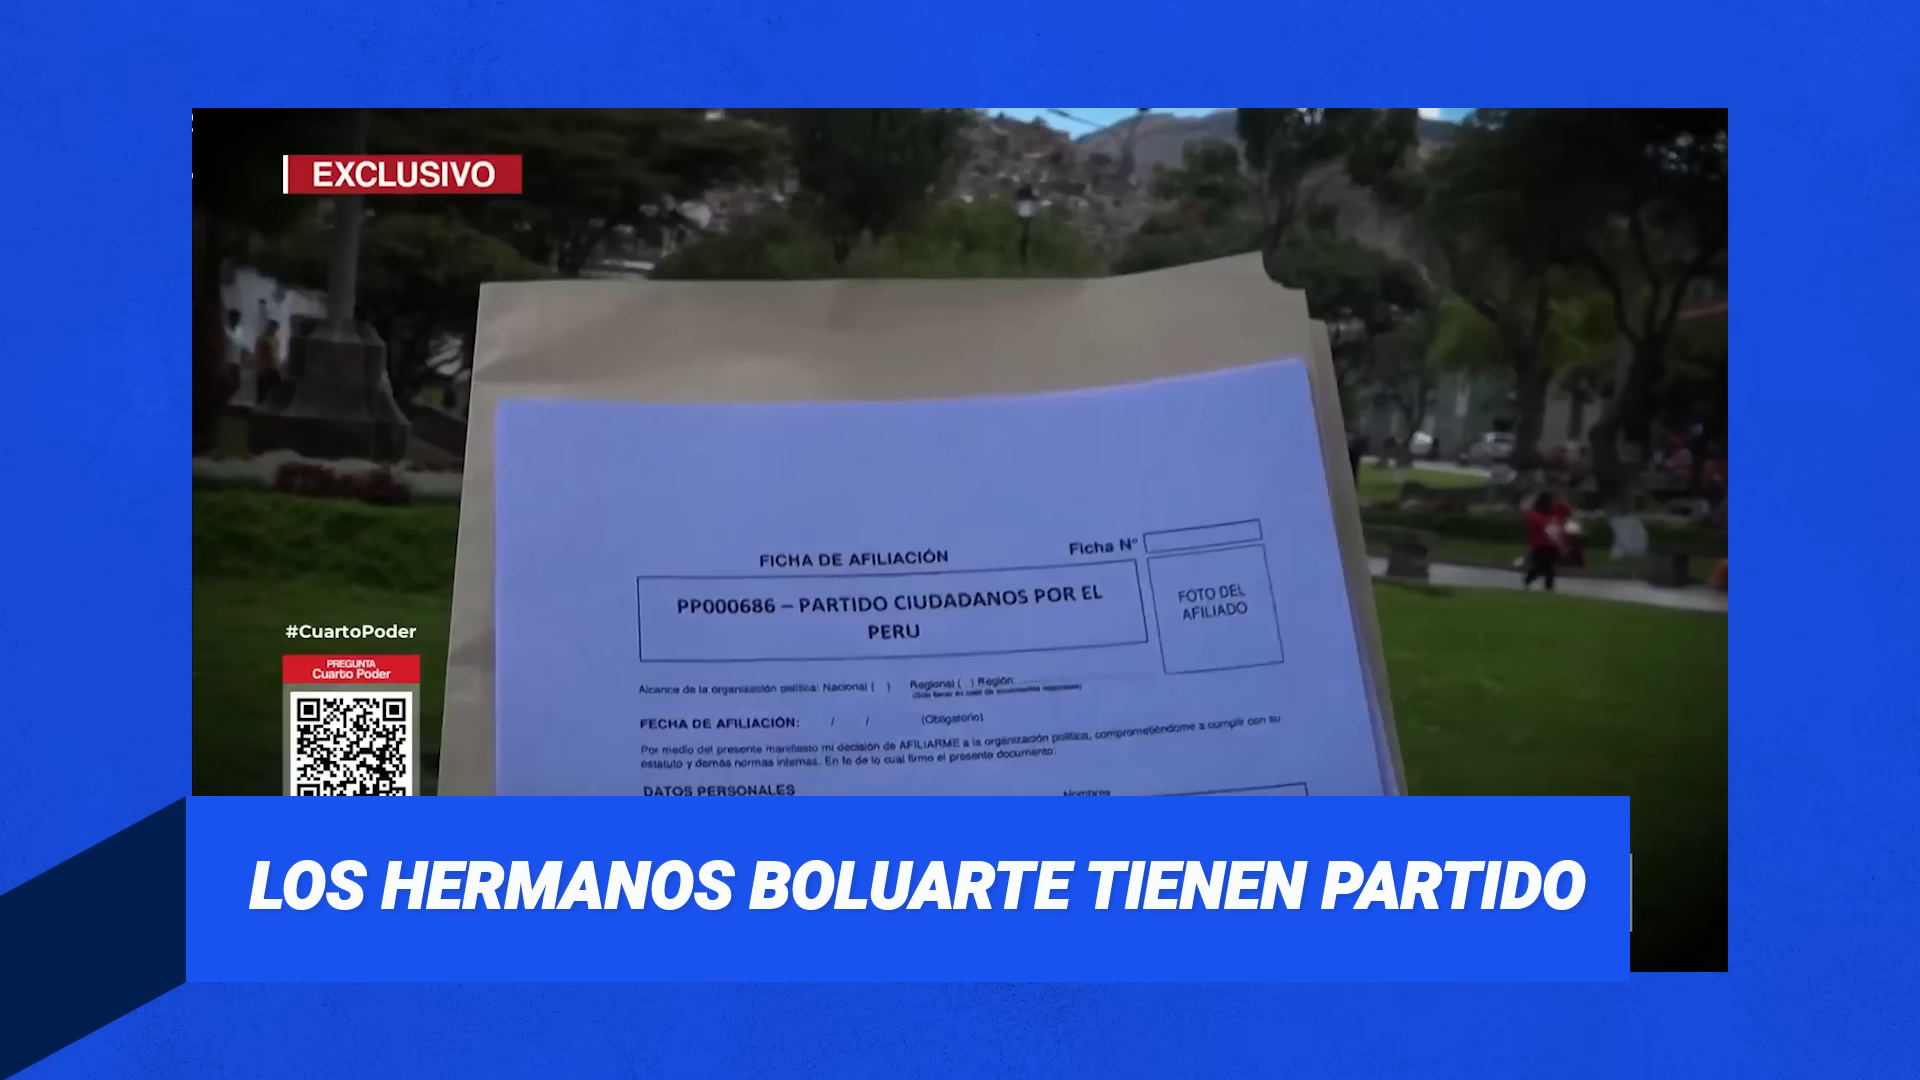 EXCLUSIVO
FICHA DE AFILIACIÓN
Ficha Nº
PP000686 – PARTIDO CIUDADANOS POR EL
PERU
FOTO DEL
AFILIADO
Alcance de la organización política: Nacional ( ) Regional ( ) Región:
FECHA DE AFILIACIÓN: / / (Obligatorio)
Por medio del presente manifiesto mi decisión de AFILIARME a la organización política, comprometiéndome a cumplir con su
estatuto y demás normas internas. En fe de lo cual firmo el presente documento:
DATOS PERSONALES
Nombres
#CuartoPoder
PREGUNTA
Cuarto Poder
LOS HERMANOS BOLUARTE TIENEN PARTIDO